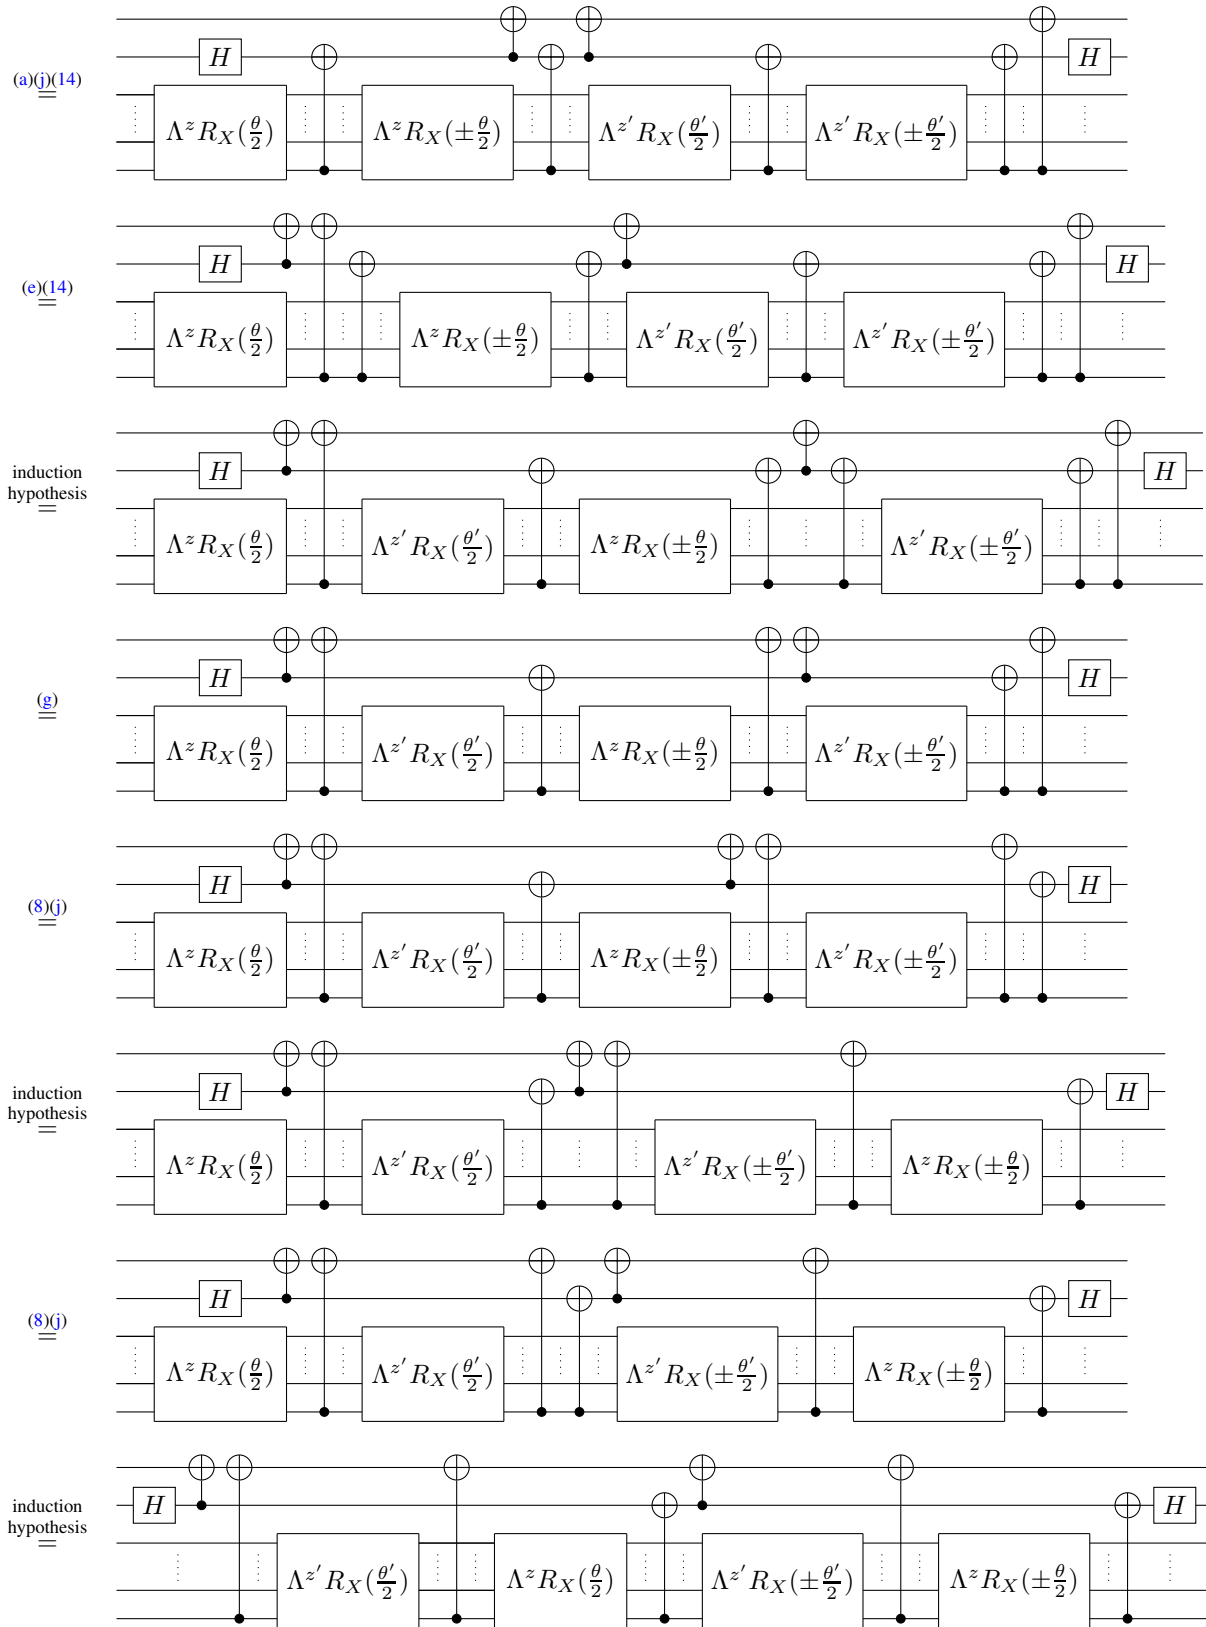 (a)(j)(14)
=
H H
Λ^z R_X(θ/2) Λ^z R_X(±θ/2) Λ^z′ R_X(θ′/2) Λ^z′ R_X(±θ′/2)
(e)(14)
=
H H
Λ^z R_X(θ/2) Λ^z R_X(±θ/2) Λ^z′ R_X(θ′/2) Λ^z′ R_X(±θ′/2)
induction
hypothesis
=
H H
Λ^z R_X(θ/2) Λ^z′ R_X(θ′/2) Λ^z R_X(±θ/2) Λ^z′ R_X(±θ′/2)
(g)
=
H H
Λ^z R_X(θ/2) Λ^z′ R_X(θ′/2) Λ^z R_X(±θ/2) Λ^z′ R_X(±θ′/2)
(8)(j)
=
H H
Λ^z R_X(θ/2) Λ^z′ R_X(θ′/2) Λ^z R_X(±θ/2) Λ^z′ R_X(±θ′/2)
induction
hypothesis
=
H H
Λ^z R_X(θ/2) Λ^z′ R_X(θ′/2) Λ^z′ R_X(±θ′/2) Λ^z R_X(±θ/2)
(8)(j)
=
H H
Λ^z R_X(θ/2) Λ^z′ R_X(θ′/2) Λ^z′ R_X(±θ′/2) Λ^z R_X(±θ/2)
induction
hypothesis
=
H H
Λ^z′ R_X(θ′/2) Λ^z R_X(θ/2) Λ^z′ R_X(±θ′/2) Λ^z R_X(±θ/2)